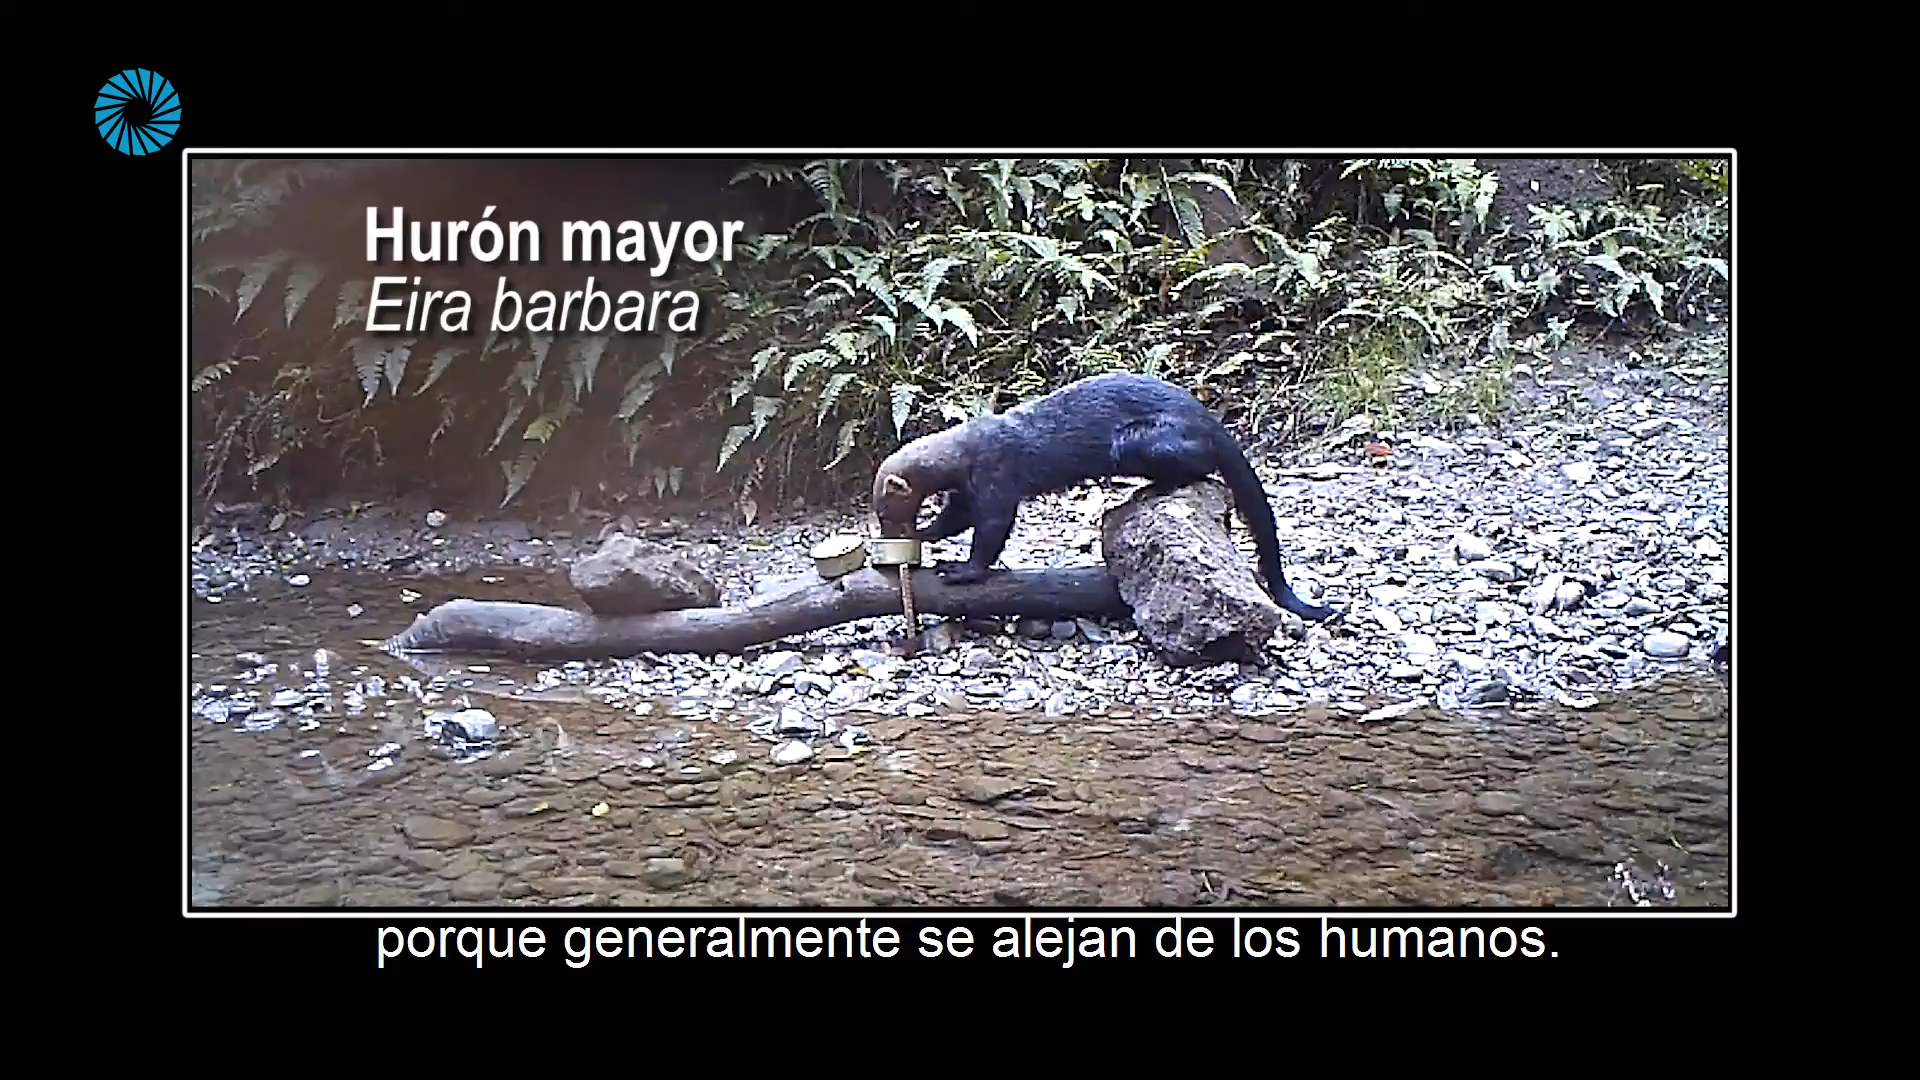 Hurón mayor
Eira barbara
porque generalmente se alejan de los humanos.